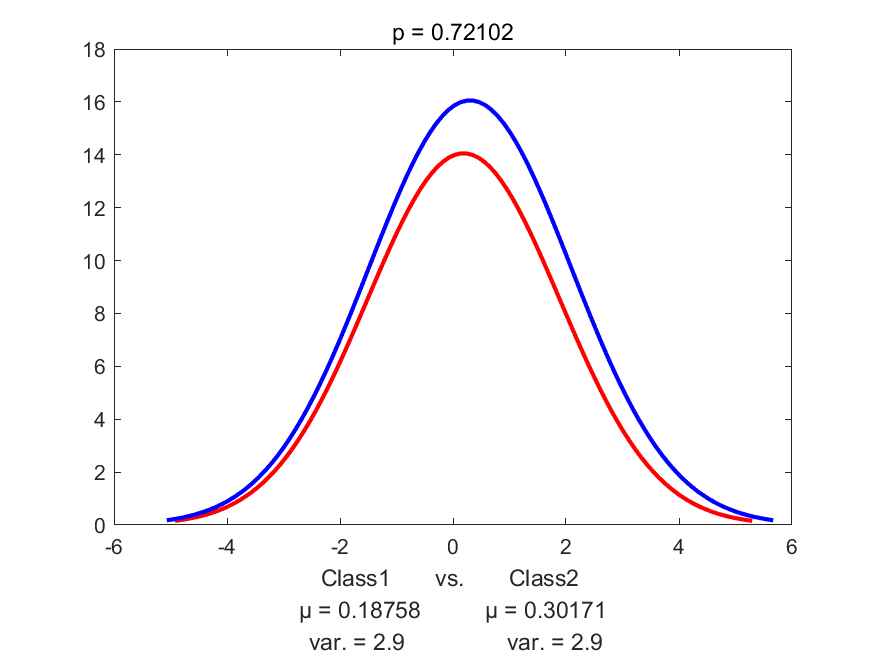 p = 0.72102
18
16
14
12
10
8
6
4
2
0
-6 -4 -2 0 2 4 6
Class1 vs. Class2
μ = 0.18758 μ = 0.30171
var. = 2.9 var. = 2.9